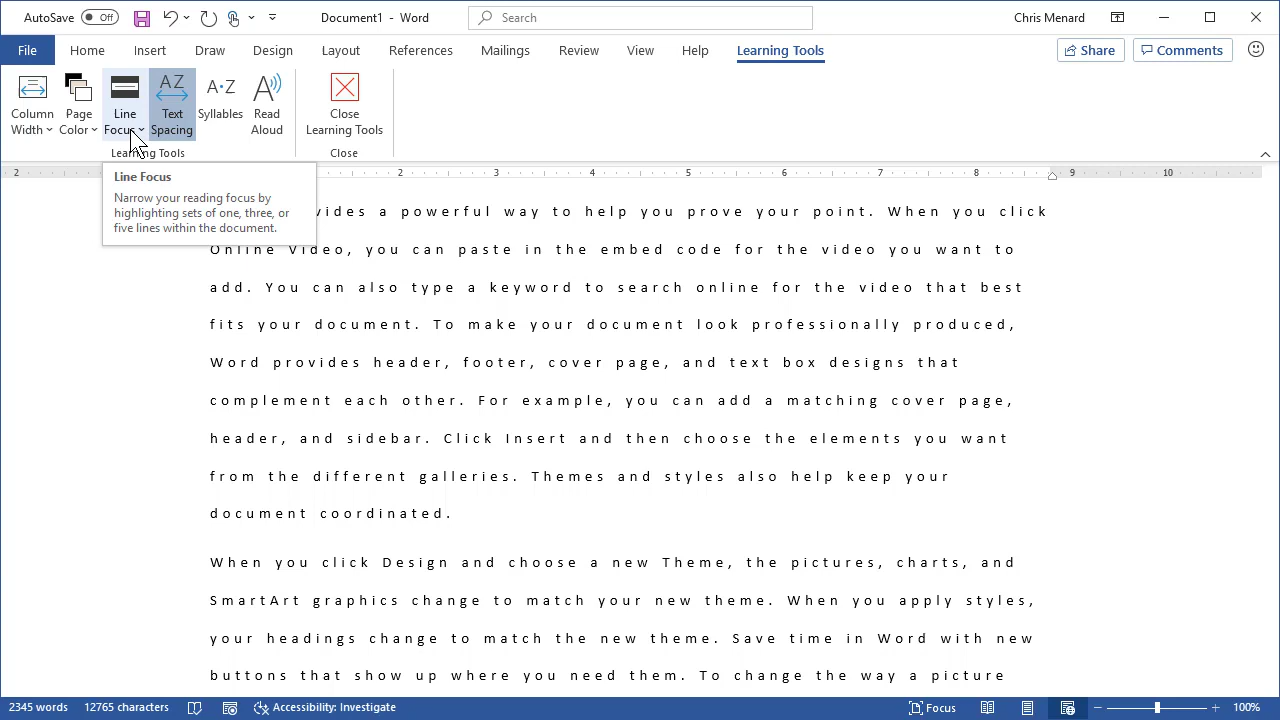 AutoSave Off Document1 - Word Search Chris Menard
File Home Insert Draw Design Layout References Mailings Review View Help Learning Tools Share Comments
Column Width Page Color Line Focus Text Spacing Syllables Read Aloud Close Learning Tools
Learning Tools Close
2 2 3 4 5 6 7 8 9 10
Line Focus
Narrow your reading focus by
highlighting sets of one, three, or
five lines within the document.
vides a powerful way to help you prove your point. When you click
Online Video, you can paste in the embed code for the video you want to
add. You can also type a keyword to search online for the video that best
fits your document. To make your document look professionally produced,
Word provides header, footer, cover page, and text box designs that
complement each other. For example, you can add a matching cover page,
header, and sidebar. Click Insert and then choose the elements you want
from the different galleries. Themes and styles also help keep your
document coordinated.
When you click Design and choose a new Theme, the pictures, charts, and
SmartArt graphics change to match your new theme. When you apply styles,
your headings change to match the new theme. Save time in Word with new
buttons that show up where you need them. To change the way a picture
2345 words 12765 characters Accessibility: Investigate Focus 100%